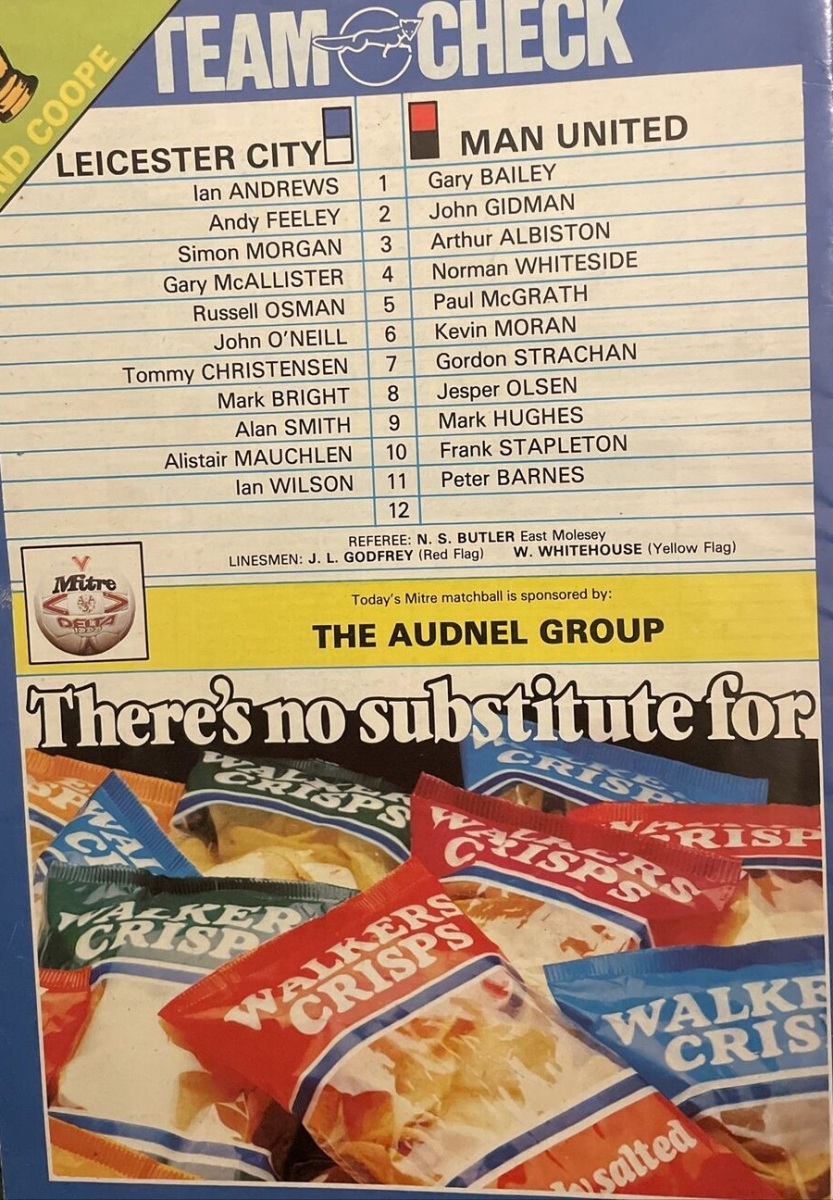 TEAM CHECK
ND COOPE
LEICESTER CITY MAN UNITED
Ian ANDREWS 1 Gary BAILEY
Andy FEELEY 2 John GIDMAN
Simon MORGAN 3 Arthur ALBISTON
Gary McALLISTER 4 Norman WHITESIDE
Russell OSMAN 5 Paul McGRATH
John O'NEILL 6 Kevin MORAN
Tommy CHRISTENSEN 7 Gordon STRACHAN
Mark BRIGHT 8 Jesper OLSEN
Alan SMITH 9 Mark HUGHES
Alistair MAUCHLEN 10 Frank STAPLETON
Ian WILSON 11 Peter BARNES
12
REFEREE: N. S. BUTLER East Molesey
LINESMEN: J. L. GODFREY (Red Flag) W. WHITEHOUSE (Yellow Flag)
Mitre
DELTA
Today's Mitre matchball is sponsored by:
THE AUDNEL GROUP
There's no substitute for
WALKERS
CRISPS
WALKERS
CRISPS
WALKER
CRISP
WALKERS
CRISPS
WALKE
CRIS
salted